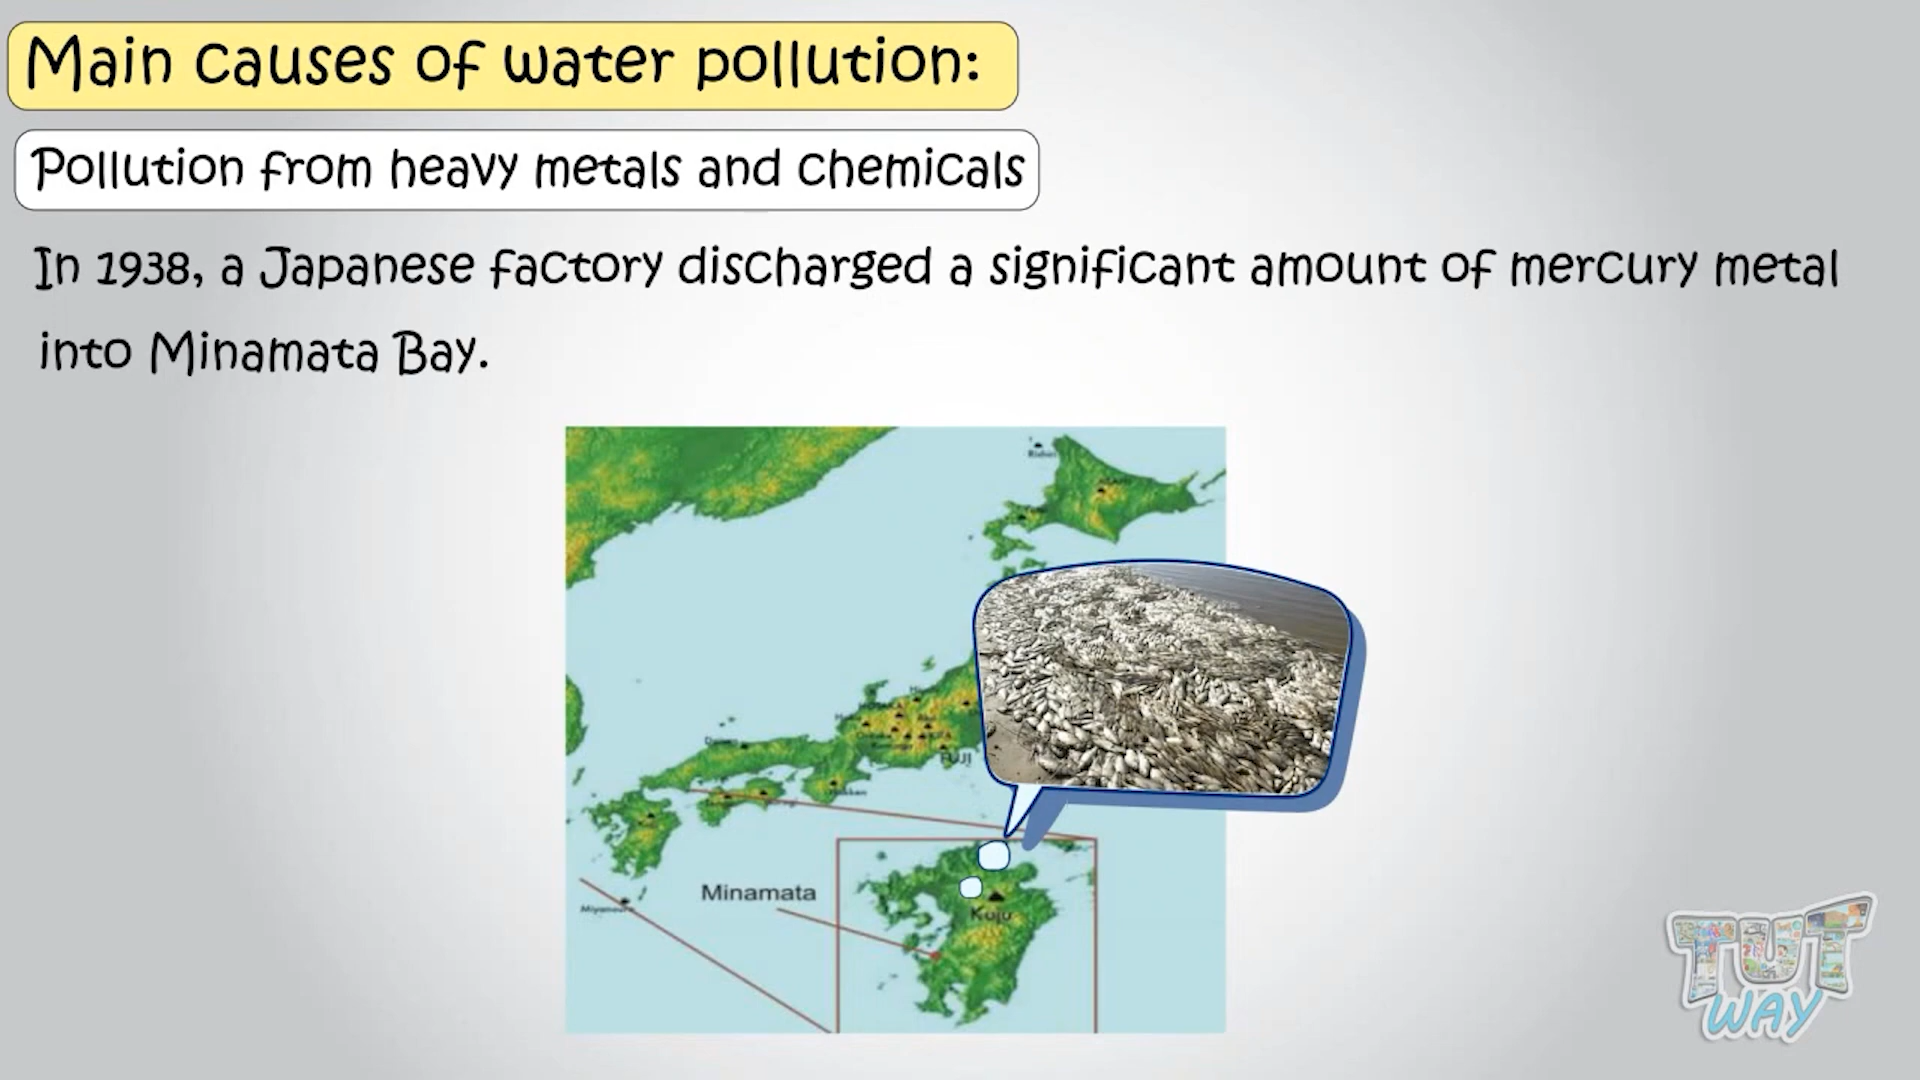 Main causes of water pollution:
Pollution from heavy metals and chemicals
In 1938, a Japanese factory discharged a significant amount of mercury metal
into Minamata Bay.
FUJI
Minamata
Kuju
TUT
WAY